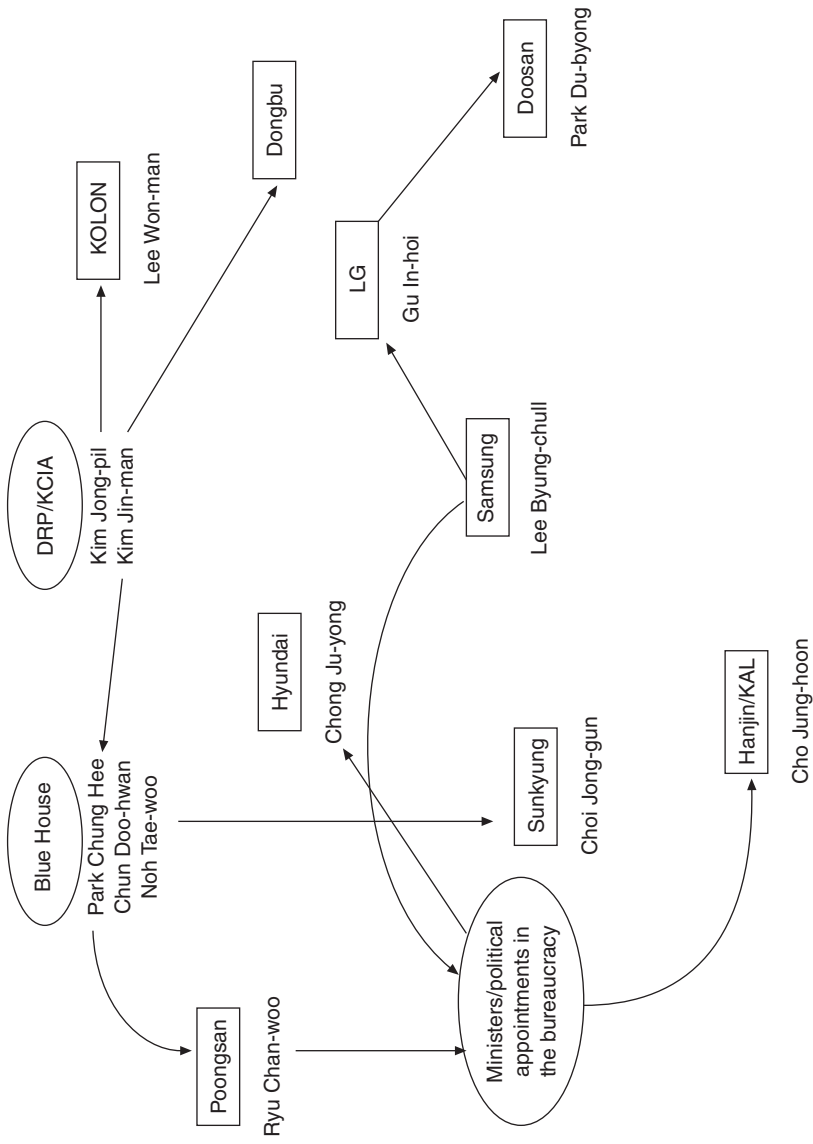 Blue House
Park Chung Hee
Chun Doo-hwan
Noh Tae-woo
DRP/KCIA
Kim Jong-pil
Kim Jin-man
KOLON
Lee Won-man
Dongbu
Poongsan
Ryu Chan-woo
Hyundai
Chong Ju-yong
LG
Gu In-hoi
Doosan
Park Du-byong
Samsung
Lee Byung-chull
Ministers/political
appointments in
the bureaucracy
Sunkyung
Choi Jong-gun
Hanjin/KAL
Cho Jung-hoon